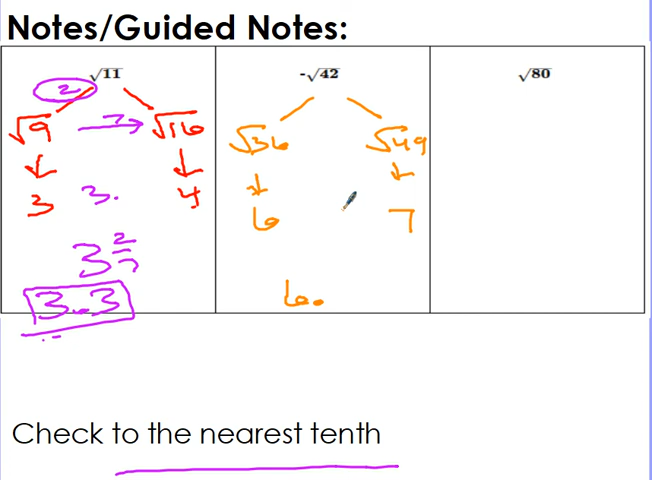 Notes/Guided Notes:
√11 -√42 √80
2
√9 7 √16 √36 √49
3 3. 4 6 7
3 2/7
3.3 6.
Check to the nearest tenth